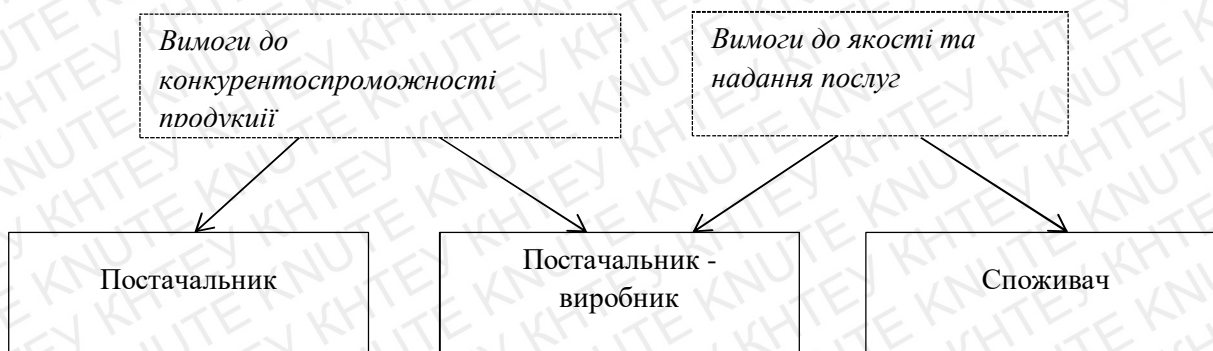 Вимоги до
конкурентоспроможності
продукції
Вимоги до якості та
надання послуг
Постачальник
Постачальник -
виробник
Споживач